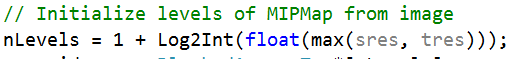 // Initialize levels of MIPMap from image
nLevels = 1 + Log2Int(float(max(sres, tres)));